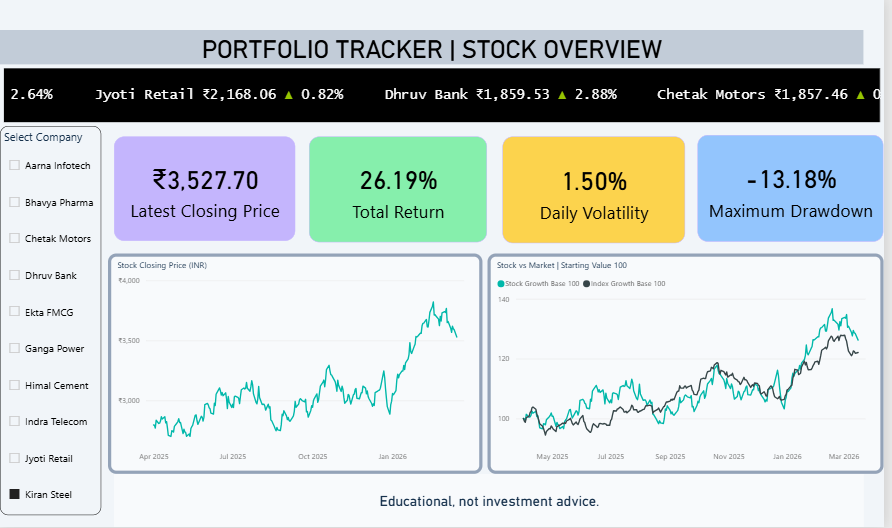 PORTFOLIO TRACKER | STOCK OVERVIEW
2.64% Jyoti Retail ₹2,168.06 ▲ 0.82% Dhruv Bank ₹1,859.53 ▲ 2.88% Chetak Motors ₹1,857.46 ▲ 0
Select Company
Aarna Infotech
Bhavya Pharma
Chetak Motors
Dhruv Bank
Ekta FMCG
Ganga Power
Himal Cement
Indra Telecom
Jyoti Retail
Kiran Steel
₹3,527.70
Latest Closing Price
26.19%
Total Return
1.50%
Daily Volatility
-13.18%
Maximum Drawdown
Stock Closing Price (INR)
₹4,000
₹3,500
₹3,000
Apr 2025 Jul 2025 Oct 2025 Jan 2026
Stock vs Market | Starting Value 100
Stock Growth Base 100 Index Growth Base 100
140
120
100
May 2025 Jul 2025 Sep 2025 Nov 2025 Jan 2026 Mar 2026
Educational, not investment advice.